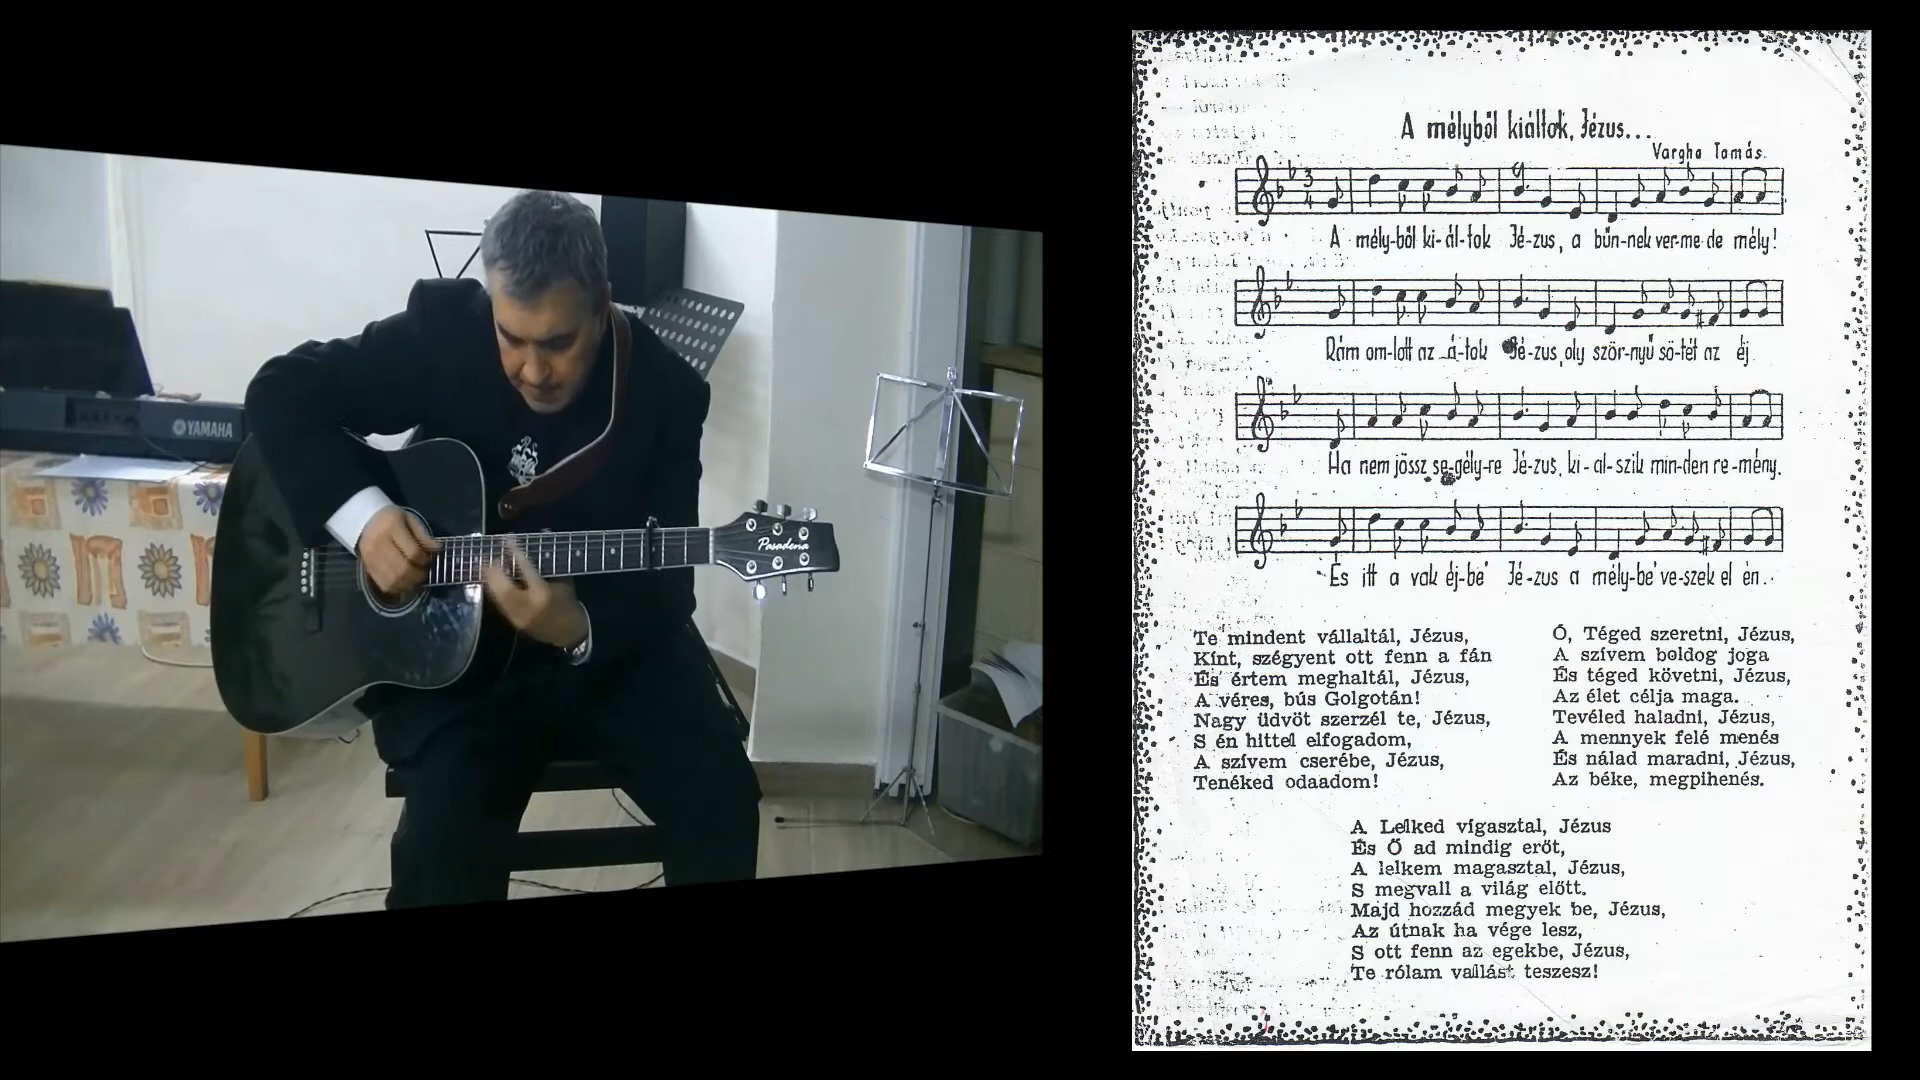 YAMAHA
Pasadena
A mélyből kiáltok, Jézus...
Vargha Tamás
3
4
A mély-ből ki-ál-tok Jé-zus, a bűn-nek ver-me de mély!
Rám om-lott az á-tok Jé-zus, oly ször-nyű sö-tét az éj
Ha nem jössz se-gély-re Jé-zus, ki-al-szik min-den re-mény.
És itt a vak éj-be' Jé-zus a mély-be' ve-szek el én..
Te mindent vállaltál, Jézus,
Kínt, szégyent ott fenn a fán
És értem meghaltál, Jézus,
A véres, bús Golgotán!
Nagy üdvöt szerzél te, Jézus,
S én hittel elfogadom,
A szívem cserébe, Jézus,
Tenéked odaadom!
Ó, Téged szeretni, Jézus,
A szívem boldog joga
És téged követni, Jézus,
Az élet célja maga.
Tevéled haladni, Jézus,
A mennyek felé menés
És nálad maradni, Jézus,
Az béke, megpihenés.
A Lelked vígasztal, Jézus
És Ő ad mindig erőt,
A lelkem magasztal, Jézus,
S megvall a világ előtt.
Majd hozzád megyek be, Jézus,
Az útnak ha vége lesz,
S ott fenn az egekbe, Jézus,
Te rólam vallást teszesz!